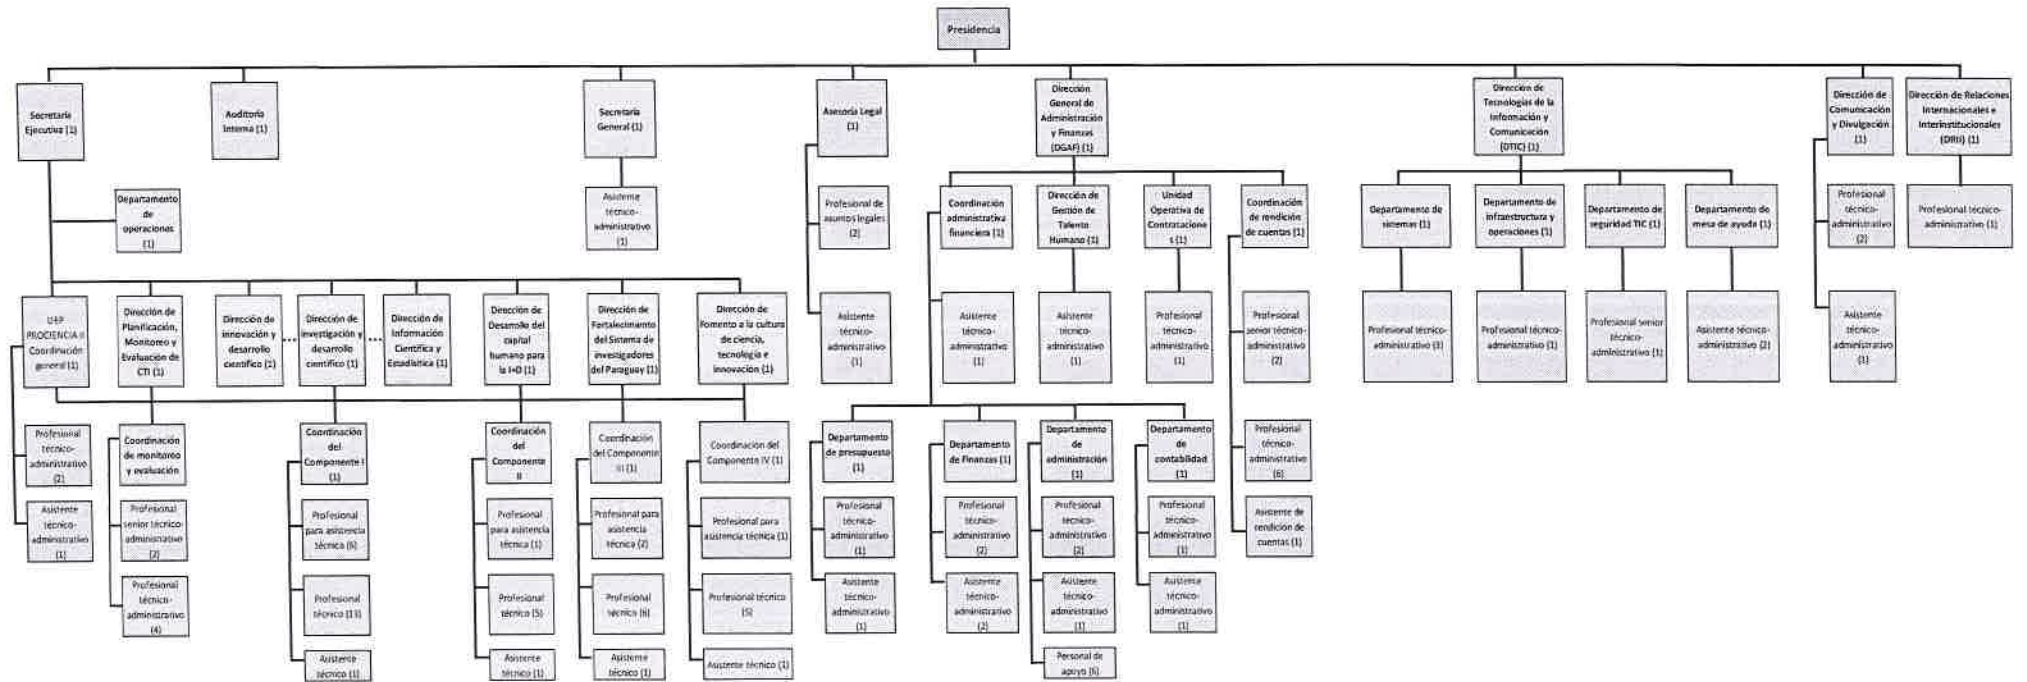 Presidencia
Secretaría
Ejecutiva (1)
Auditoría
Interna (1)
Secretaría
General (1)
Asesoría Legal
(1)
Dirección
General de
Administración
y Finanzas
(DGAF) (1)
Dirección de
Tecnologías de la
Información y
Comunicación
(DTIC) (1)
Dirección de
Comunicación
y Divulgación
(1)
Dirección de Relaciones
Internacionales e
Interinstitucionales
(DRII) (1)
Departamento
de
operaciones
(1)
Asistente
técnico-
administrativo
(1)
Profesional de
asuntos legales
(2)
Coordinación
administrativa
financiera (1)
Dirección de
Gestión de
Talento
Humano (1)
Unidad
Operativa de
Contratacione
s (1)
Coordinación
de rendición
de cuentas (1)
Departamento de
sistemas (1)
Departamento de
infraestructura y
operaciones (1)
Departamento de
seguridad TIC (1)
Departamento de
mesa de ayuda (1)
Profesional
técnico-
administrativo
(2)
Profesional técnico-
administrativo (1)
UEP
PROCIENCIA II
Coordinación
general (1)
Dirección de
Planificación,
Monitoreo y
Evaluación de
CTI (1)
Dirección de
innovación y
desarrollo
científico (1)
Dirección de
investigación y
desarrollo
científico (1)
Dirección de
Información
Científica y
Estadística (1)
Dirección de
Desarrollo del
capital
humano para
la I+D (1)
Dirección de
Fortalecimiento
del Sistema de
investigadores
del Paraguay (1)
Dirección de
Fomento a la cultura
de ciencia,
tecnología e
innovación (1)
Asistente
técnico-
administrativo
(1)
Asistente
técnico-
administrativo
(1)
Asistente
técnico-
administrativo
(1)
Profesional
técnico-
administrativo
(1)
Profesional
senior técnico-
administrativo
(2)
Profesional técnico-
administrativo (3)
Profesional técnico-
administrativo (1)
Profesional senior
técnico-
administrativo (1)
Asistente técnico-
administrativo (2)
Asistente
técnico-
administrativo
(1)
Profesional
técnico-
administrativo
(2)
Coordinación
de monitoreo
y evaluación
Coordinación
del
Componente I
(1)
Coordinación
del
Componente
II
Coordinación
del Componente
III (1)
Coordinación del
Componente IV (1)
Departamento
de presupuesto
(1)
Departamento
de Finanzas (1)
Departamento
de
administración
(1)
Departamento
de
contabilidad
(1)
Profesional
técnico-
administrativo
(6)
Asistente
técnico-
administrativo
(1)
Profesional
senior técnico-
administrativo
(2)
Profesional
para asistencia
técnica (6)
Profesional
para asistencia
técnica (1)
Profesional para
asistencia
técnica (2)
Profesional para
asistencia técnica (1)
Profesional
técnico-
administrativo
(1)
Profesional
técnico-
administrativo
(2)
Profesional
técnico-
administrativo
(2)
Profesional
técnico-
administrativo
(1)
Asistente de
rendición de
cuentas (1)
Profesional
técnico-
administrativo
(4)
Profesional
técnico (13)
Profesional
técnico (5)
Profesional
técnico (6)
Profesional técnico
(5)
Asistente
técnico-
administrativo
(1)
Asistente
técnico-
administrativo
(2)
Asistente
técnico-
administrativo
(1)
Asistente
técnico-
administrativo
(1)
Asistente
técnico (1)
Asistente
técnico (1)
Asistente
técnico (1)
Asistente técnico (1)
Personal de
apoyo (6)